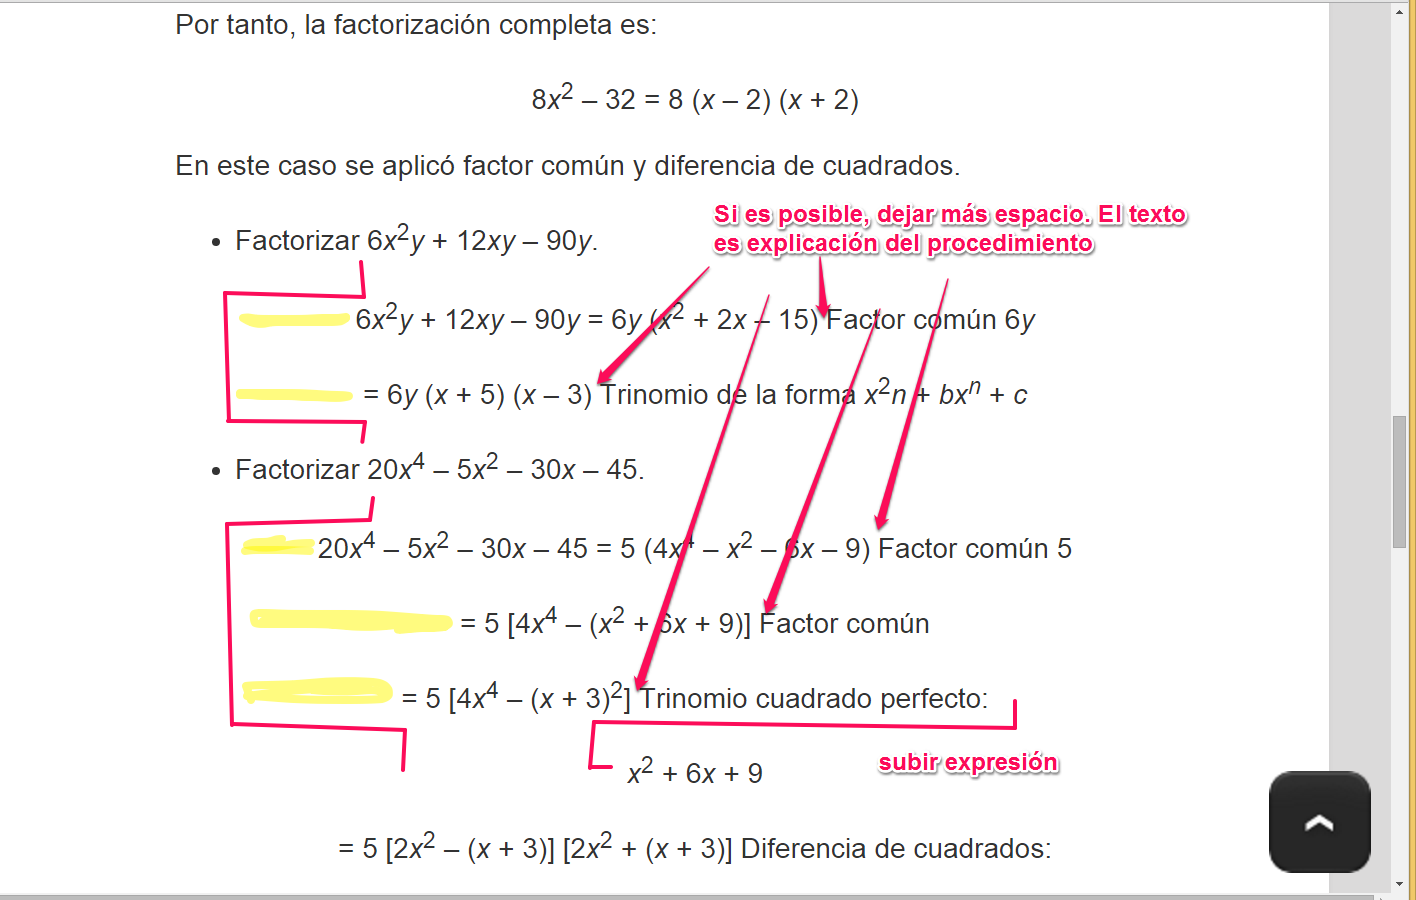 Por tanto, la factorización completa es:
8x² – 32 = 8 (x – 2) (x + 2)
En este caso se aplicó factor común y diferencia de cuadrados.
Si es posible, dejar más espacio. El texto
es explicación del procedimiento
• Factorizar 6x²y + 12xy – 90y.
6x²y + 12xy – 90y = 6y (x² + 2x – 15) Factor común 6y
= 6y (x + 5) (x – 3) Trinomio de la forma x²n + bxⁿ + c
• Factorizar 20x⁴ – 5x² – 30x – 45.
20x⁴ – 5x² – 30x – 45 = 5 (4x⁴ – x² – 6x – 9) Factor común 5
= 5 [4x⁴ – (x² + 6x + 9)] Factor común
= 5 [4x⁴ – (x + 3)²] Trinomio cuadrado perfecto:
subir expresión
x² + 6x + 9
= 5 [2x² – (x + 3)] [2x² + (x + 3)] Diferencia de cuadrados: